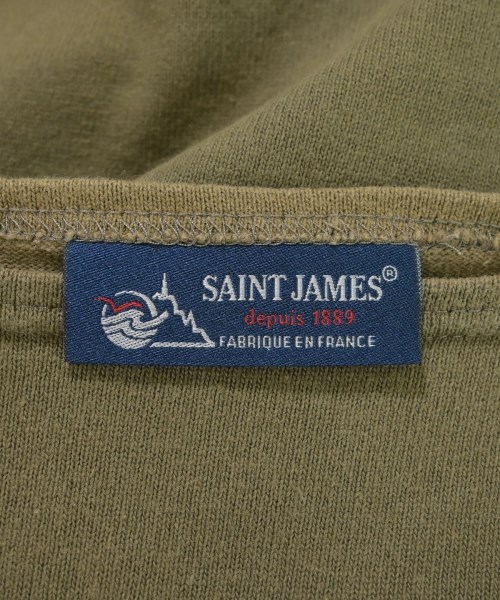 SAINT JAMES®
depuis 1889
FABRIQUE EN FRANCE